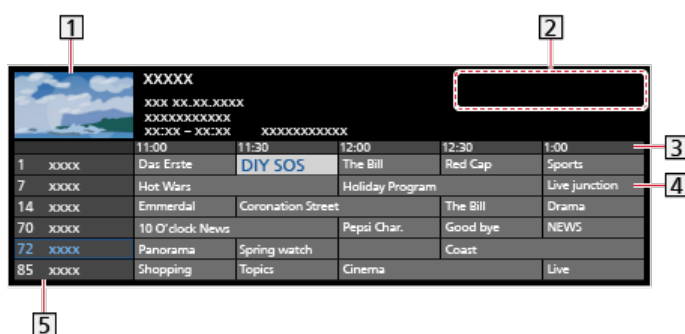 1
2
XXXXX
xxx xx.xx.xxxx
xxxxxxxxxxx
xx:xx – xx:xx xxxxxxxxxxx
11:00 11:30 12:00 12:30 1:00
3
1 xxxx Das Erste DIY SOS The Bill Red Cap Sports
7 xxxx Hot Wars Holiday Program Live junction
4
14 xxxx Emmerdal Coronation Street The Bill Drama
70 xxxx 10 O'clock News Pepsi Char. Good bye NEWS
72 xxxx Panorama Spring watch Coast
85 xxxx Shopping Topics Cinema Live
5